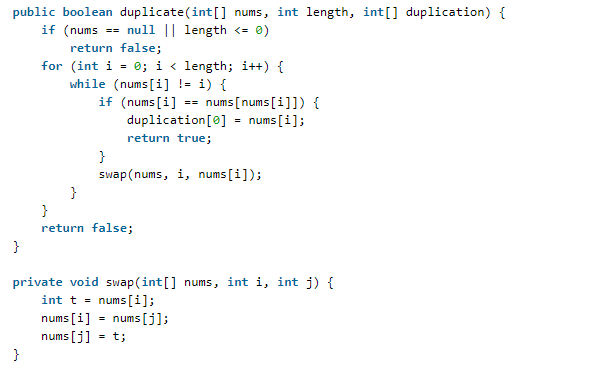 public boolean duplicate(int[] nums, int length, int[] duplication) {
    if (nums == null || length <= 0)
        return false;
    for (int i = 0; i < length; i++) {
        while (nums[i] != i) {
            if (nums[i] == nums[nums[i]]) {
                duplication[0] = nums[i];
                return true;
            }
            swap(nums, i, nums[i]);
        }
    }
    return false;
}

private void swap(int[] nums, int i, int j) {
    int t = nums[i];
    nums[i] = nums[j];
    nums[j] = t;
}